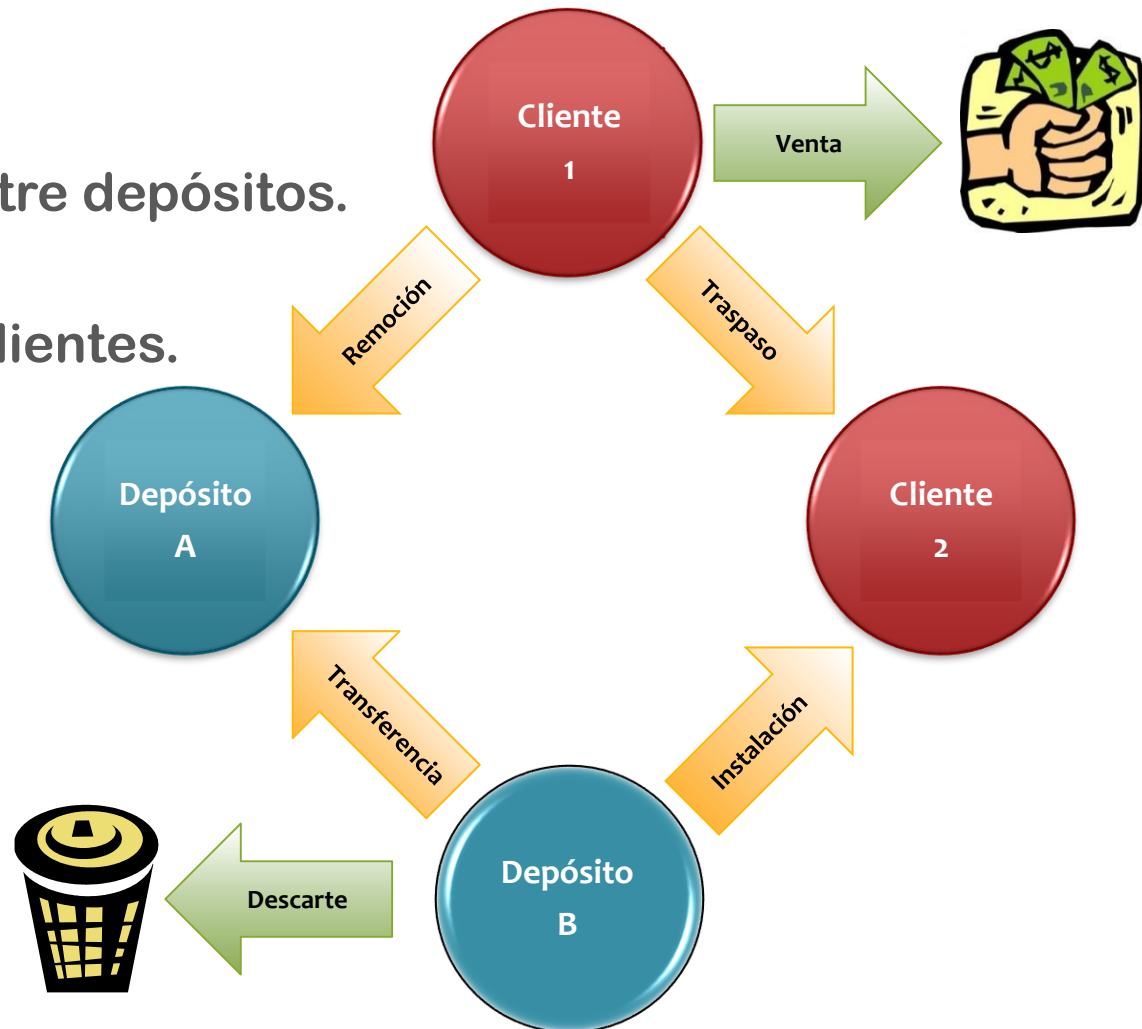 Cliente
1
Venta
tre depósitos.
Remoción
Traspaso
lientes.
Depósito
A
Cliente
2
Transferencia
Instalación
Descarte
Depósito
B